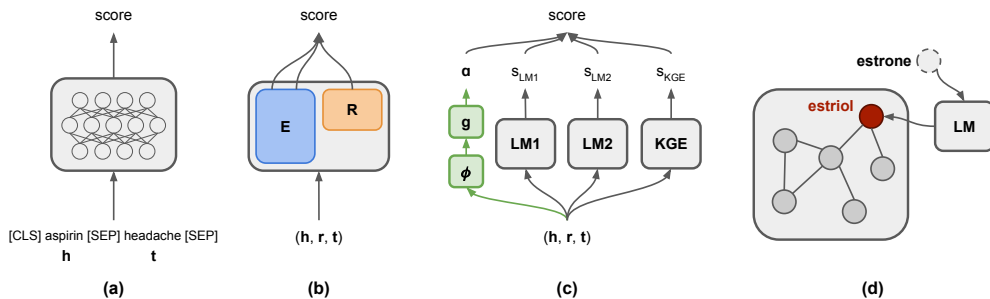 score
[CLS] aspirin [SEP] headache [SEP]
h t
(a)
score
E
R
(h, r, t)
(b)
score
α
s_LM1
s_LM2
s_KGE
g
ϕ
LM1
LM2
KGE
(h, r, t)
(c)
estrone
estriol
LM
(d)